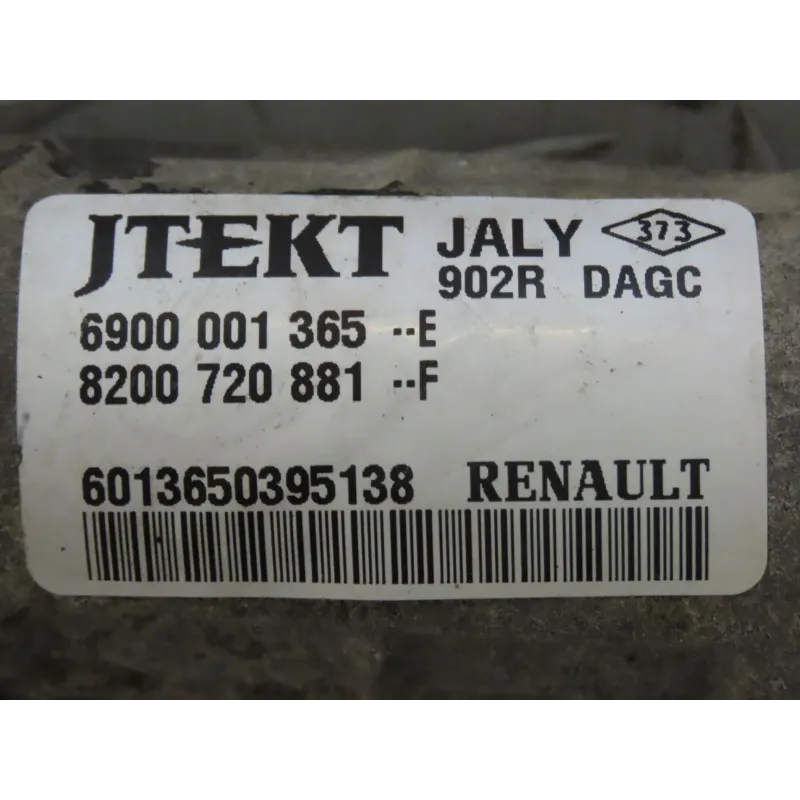 JTEKT JALY 373
902R DAGC
6900 001 365 --E
8200 720 881 --F
6013650395138 RENAULT